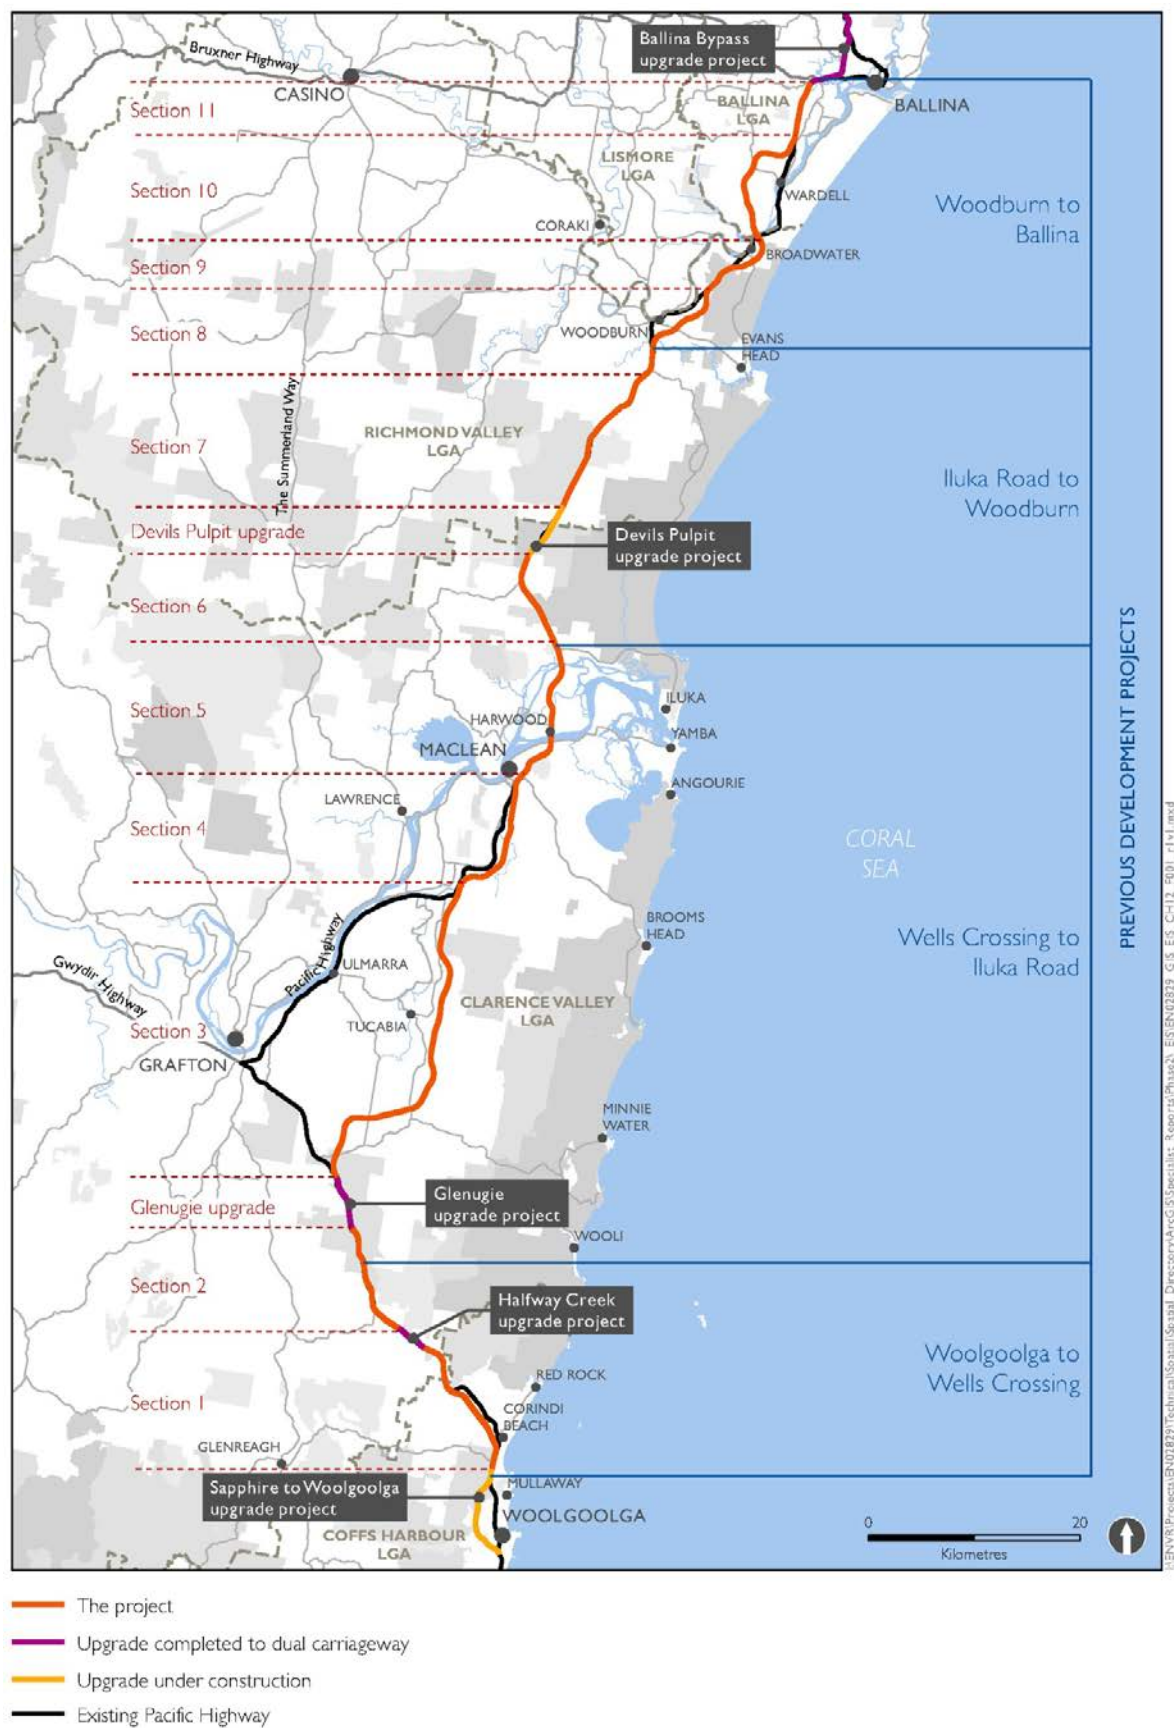 Ballina Bypass
upgrade project
Bruxner Highway
CASINO
BALLINA
Section 11
BALLINA
LGA
LISMORE
LGA
Section 10
WARDELL
Woodburn to
Ballina
CORAKI
BROADWATER
Section 9
Section 8
WOODBURN
EVANS
HEAD
The Summerland Way
RICHMOND VALLEY
LGA
Section 7
Iluka Road to
Woodburn
Devils Pulpit upgrade
Devils Pulpit
upgrade project
Section 6
PREVIOUS DEVELOPMENT PROJECTS
ILUKA
Section 5
HARWOOD
YAMBA
MACLEAN
ANGOURIE
LAWRENCE
Section 4
CORAL
SEA
BROOMS
HEAD
Wells Crossing to
Iluka Road
Pacific Highway
ULMARRA
Gwydir Highway
CLARENCE VALLEY
LGA
TUCABIA
Section 3
GRAFTON
MINNIE
WATER
Glenugie upgrade
Glenugie
upgrade project
WOOLI
Section 2
Halfway Creek
upgrade project
Woolgoolga to
Wells Crossing
RED ROCK
Section 1
CORINDI
BEACH
GLENREAGH
Sapphire to Woolgoolga
upgrade project
MULLAWAY
WOOLGOOLGA
COFFS HARBOUR
LGA
0 20
Kilometres
The project
Upgrade completed to dual carriageway
Upgrade under construction
Existing Pacific Highway